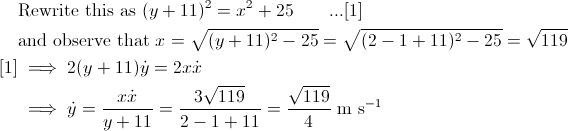 Rewrite this as (y + 11)² = x² + 25 ...[1]
and observe that x = √((y + 11)² − 25) = √((2 − 1 + 11)² − 25) = √119
[1] ⟹ 2(y + 11)ẏ = 2xẋ
⟹ ẏ = xẋ / (y + 11) = 3√119 / (2 − 1 + 11) = √119 / 4 m s⁻¹